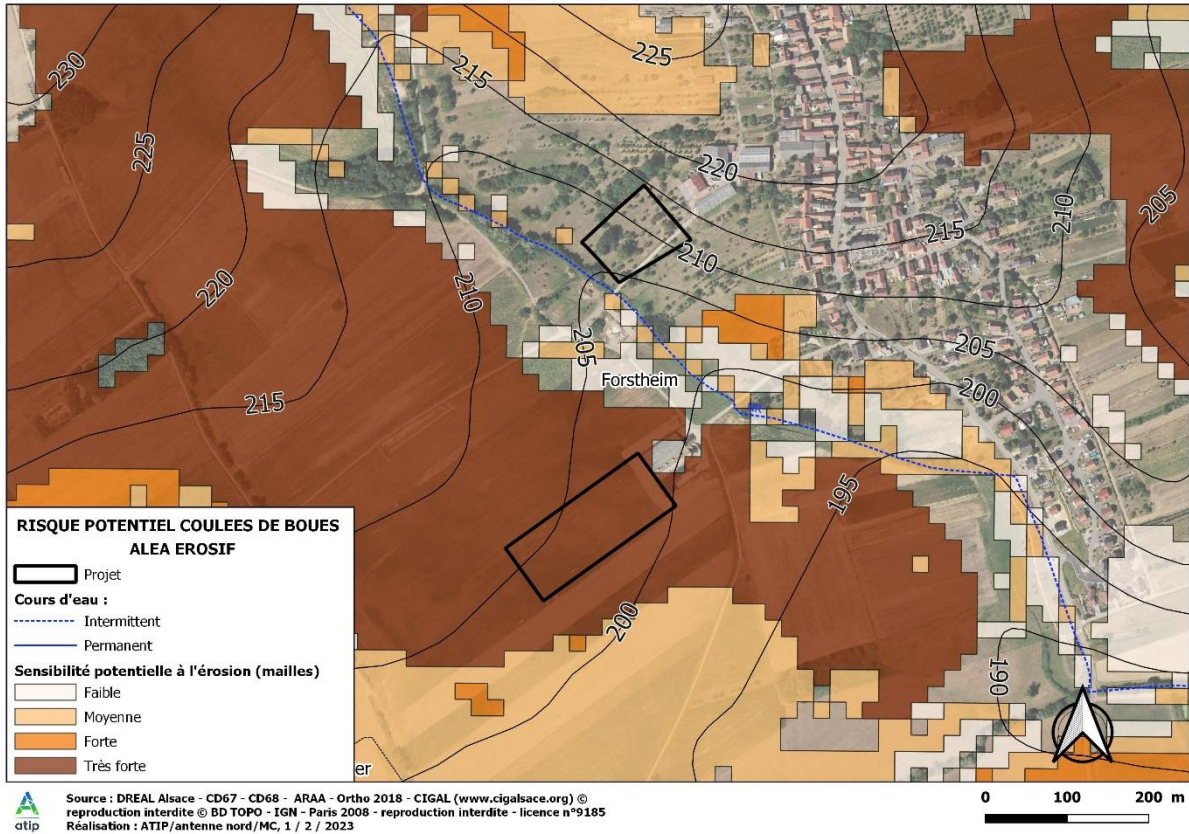 230
225
215
225
220
205
210
215
210
220
210
205
205
Forstheim
200
215
195
200
190
RISQUE POTENTIEL COULEES DE BOUES
ALEA EROSIF
Projet
Cours d'eau :
Intermittent
Permanent
Sensibilité potentielle à l'érosion (mailles)
Faible
Moyenne
Forte
Très forte
er
atip
Source : DREAL Alsace - CD67 - CD68 - ARAA - Ortho 2018 - CIGAL (www.cigalsace.org) ©
reproduction interdite © BD TOPO - IGN - Paris 2008 - reproduction interdite - licence n°9185
Réalisation : ATIP/antenne nord/MC, 1 / 2 / 2023
0 100 200 m